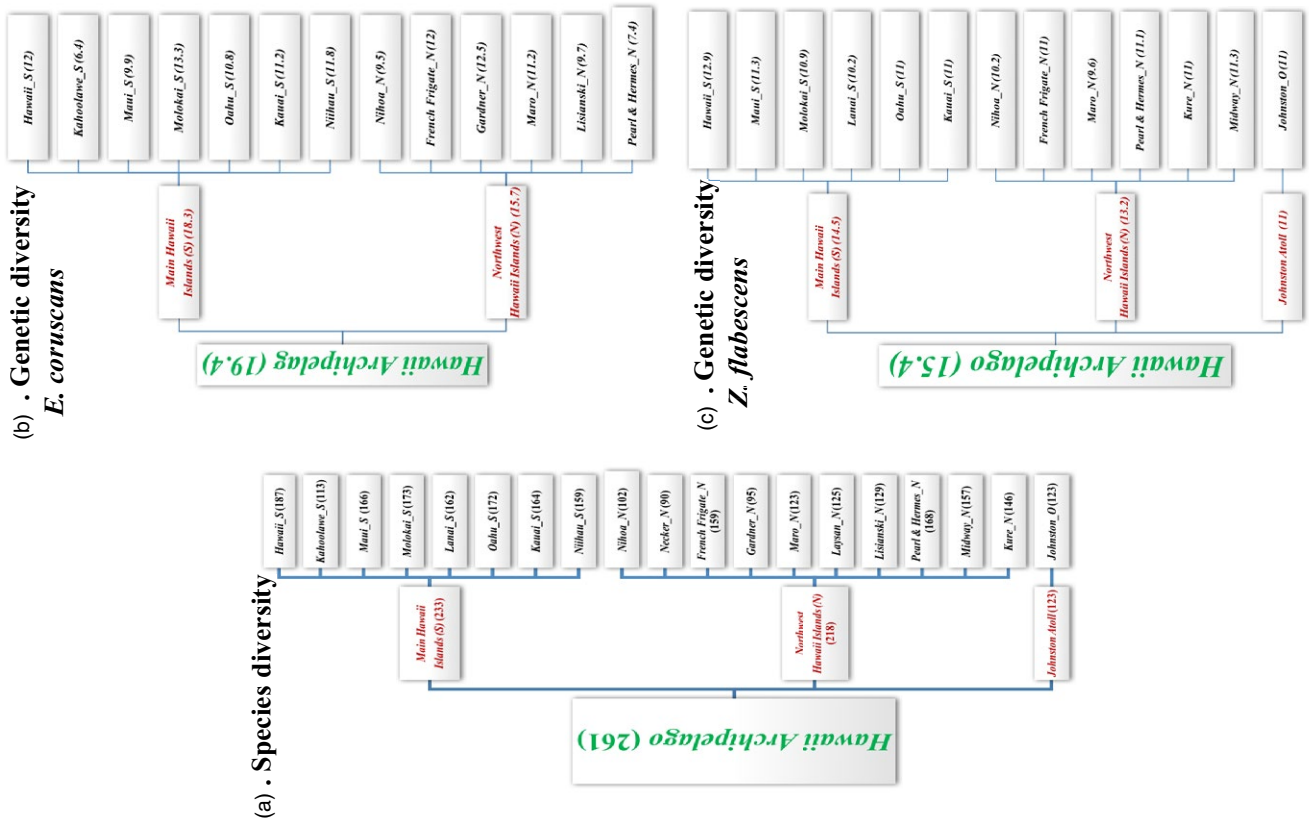 (a) . Species diversity
Hawaii Archipelago (261)
Main Hawaii
Islands (S) (233)
Northwest
Hawaii Islands (N)
(218)
Johnston Atoll (123)
Hawaii_S (187)
Kahoolawe_S (113)
Maui_S (166)
Molokai_S (173)
Lanai_S (162)
Oahu_S (172)
Kauai_S (164)
Niihau_S (159)
Nihoa_N (102)
Necker_N (90)
French Frigate_N
(159)
Gardner_N (95)
Maro_N (123)
Laysan_N (125)
Lisianski_N (129)
Pearl & Hermes_N
(168)
Midway_N (157)
Kure_N (146)
Johnston_O (123)
(b) . Genetic diversity
E. coruscans
Hawaii Archipelag (19.4)
Main Hawaii
Islands (S) (18.3)
Northwest
Hawaii Islands (N) (15.7)
Hawaii_S (12)
Kahoolawe_S (6.4)
Maui_S (9.9)
Molokai_S (13.3)
Oahu_S (10.8)
Kauai_S (11.2)
Niihau_S (11.8)
Nihoa_N (9.5)
French Frigate_N (12)
Gardner_N (12.5)
Maro_N (11.2)
Lisianski_N (9.7)
Pearl & Hermes_N (7.4)
(c) . Genetic diversity
Z. flabescens
Hawaii Archipelago (15.4)
Main Hawaii
Islands (S) (14.5)
Northwest
Hawaii Islands (N) (13.2)
Johnston Atoll (11)
Hawaii_S (12.9)
Maui_S (11.3)
Molokai_S (10.9)
Lanai_S (10.2)
Oahu_S (11)
Kauai_S (11)
Nihoa_N (10.2)
French Frigate_N (11)
Maro_N (9.6)
Pearl & Hermes_N (11.1)
Kure_N (11)
Midway_N (11.3)
Johnston_O (11)